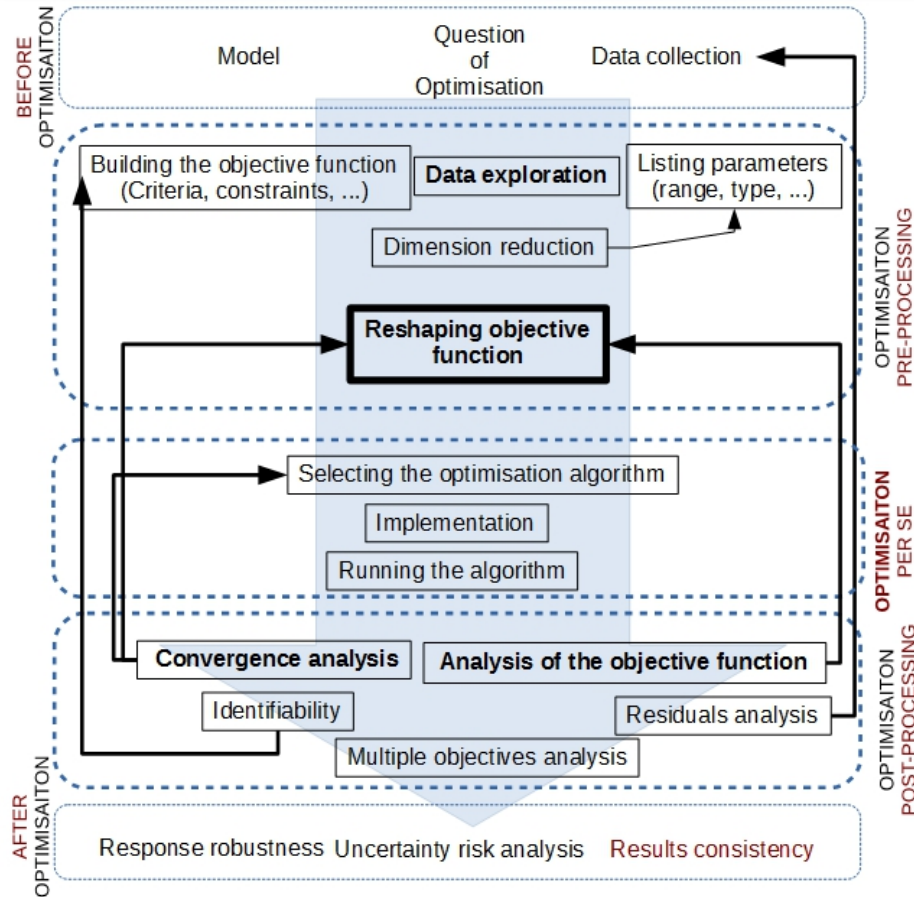 BEFORE
OPTIMISAITON
Model
Question
of
Optimisation
Data collection
Building the objective function
(Criteria, constraints, ...)
Data exploration
Listing parameters
(range, type, ...)
Dimension reduction
Reshaping objective
function
OPTIMISAITON
PRE-PROCESSING
Selecting the optimisation algorithm
Implementation
Running the algorithm
OPTIMISAITON
PER SE
Convergence analysis
Analysis of the objective function
Identifiability
Residuals analysis
Multiple objectives analysis
OPTIMISAITON
POST-PROCESSING
AFTER
OPTIMISAITON
Response robustness
Uncertainty risk analysis
Results consistency